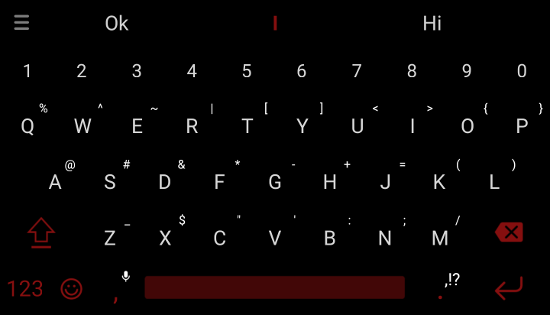 Ok I Hi
1 2 3 4 5 6 7 8 9 0
% ^ ~ | [ ] < > { }
Q W E R T Y U I O P
@ # & * - + = ( )
A S D F G H J K L
_ $ " ' : ; /
Z X C V B N M
,!?
123 , .